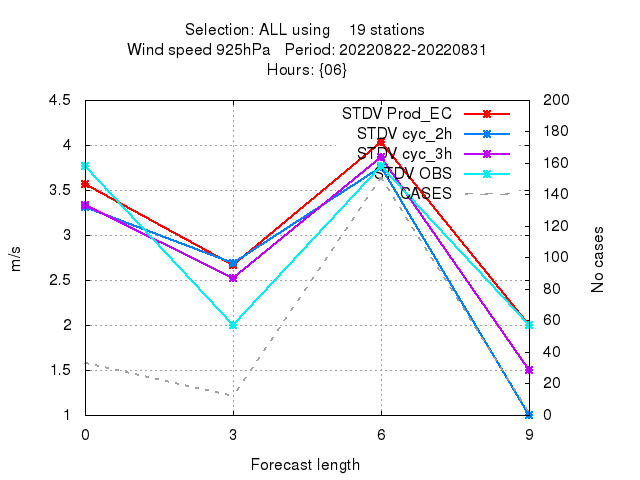 Selection: ALL using 19 stations
Wind speed 925hPa Period: 20220822-20220831
Hours: {06}
4.5
4
3.5
3
2.5
2
1.5
1
m/s
STDV Prod_EC
STDV cyc_2h
STDV cyc_3h
STDV OBS
CASES
200
180
160
140
120
100
80
60
40
20
0
No cases
0 3 6 9
Forecast length